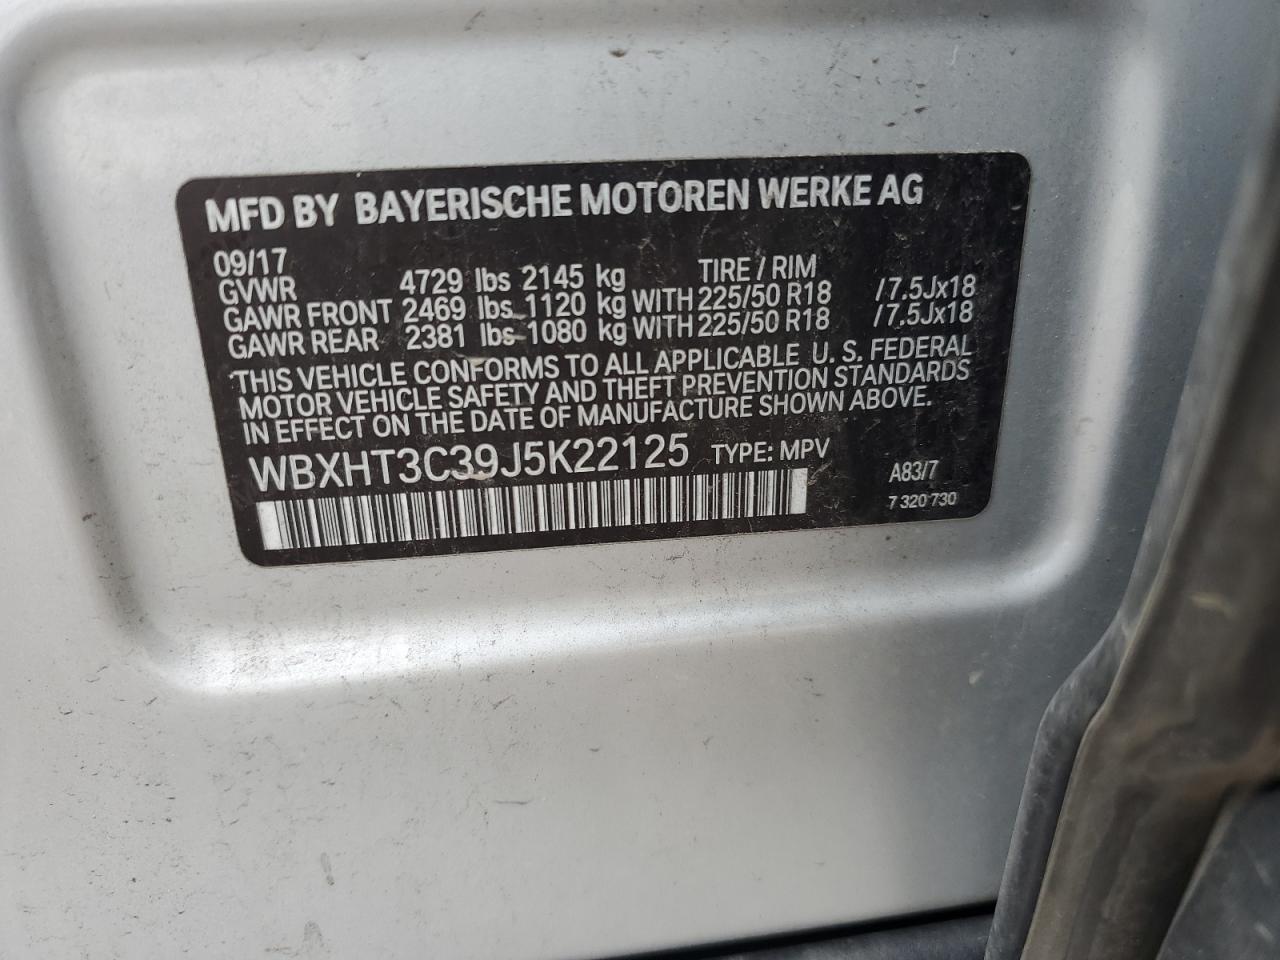 MFD BY BAYERISCHE MOTOREN WERKE AG
09/17 TIRE / RIM
GVWR 4729 lbs 2145 kg
GAWR FRONT 2469 lbs 1120 kg WITH 225/50 R18 /7.5Jx18
GAWR REAR 2381 lbs 1080 kg WITH 225/50 R18 /7.5Jx18
THIS VEHICLE CONFORMS TO ALL APPLICABLE U. S. FEDERAL
MOTOR VEHICLE SAFETY AND THEFT PREVENTION STANDARDS
IN EFFECT ON THE DATE OF MANUFACTURE SHOWN ABOVE.
WBXHT3C39J5K22125 TYPE: MPV
A83/7
7 320 730